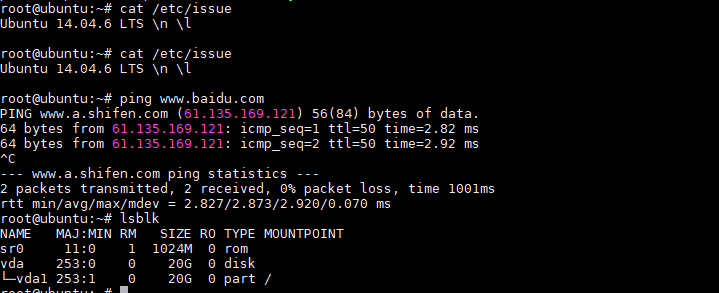 root@ubuntu:~# cat /etc/issue
Ubuntu 14.04.6 LTS \n \l

root@ubuntu:~# cat /etc/issue
Ubuntu 14.04.6 LTS \n \l

root@ubuntu:~# ping www.baidu.com
PING www.a.shifen.com (61.135.169.121) 56(84) bytes of data.
64 bytes from 61.135.169.121: icmp_seq=1 ttl=50 time=2.82 ms
64 bytes from 61.135.169.121: icmp_seq=2 ttl=50 time=2.92 ms
^C
--- www.a.shifen.com ping statistics ---
2 packets transmitted, 2 received, 0% packet loss, time 1001ms
rtt min/avg/max/mdev = 2.827/2.873/2.920/0.070 ms
root@ubuntu:~# lsblk
NAME   MAJ:MIN RM  SIZE RO TYPE MOUNTPOINT
sr0     11:0    1 1024M  0 rom
vda    253:0    0   20G  0 disk
└─vda1 253:1    0   20G  0 part /
root@ubuntu:~#